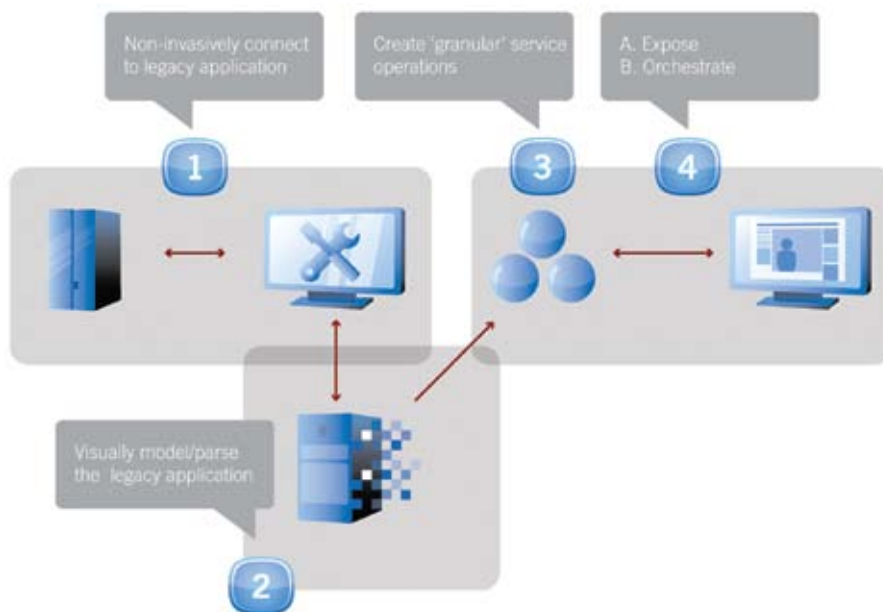 Non-invasively connect
to legacy application
Create 'granular' service
operations
A. Expose
B. Orchestrate
1
3
4
Visually model/parse
the legacy application
2